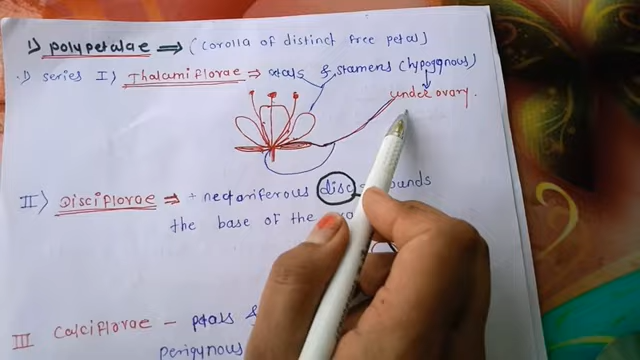 1) polypetalae ⇒ (corolla of distinct free petal)
1) series I) Thalamiflorae ⇒ petals & stamens (hypogynous)
under ovary.
II) Disciflorae ⇒ + nectariferous disc
the base of the
III Calciflorae – petals &
perigynous